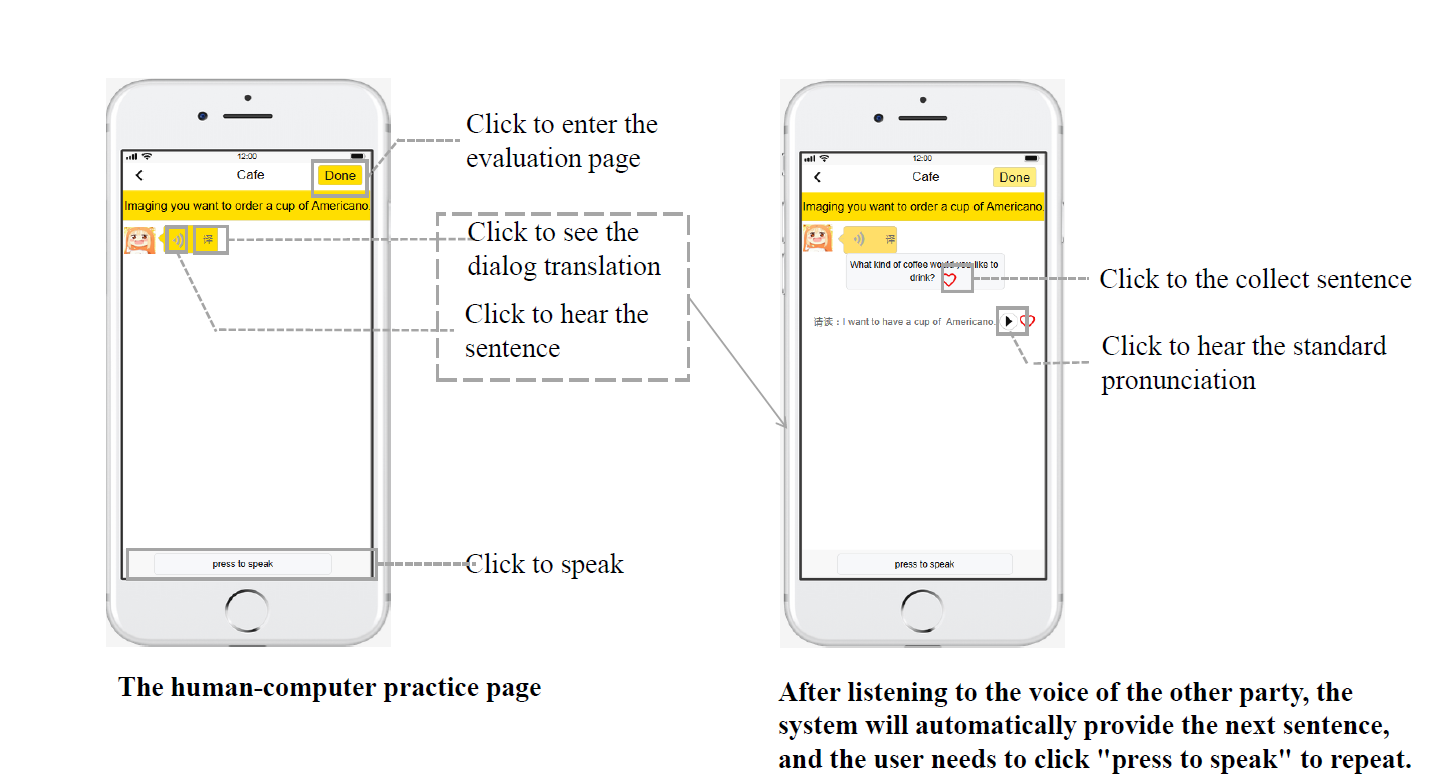 12:00
Cafe
Done
Imaging you want to order a cup of Americano.
译
press to speak
Click to enter the
evaluation page
Click to see the
dialog translation
Click to hear the
sentence
Click to speak
The human-computer practice page
12:00
Cafe
Done
Imaging you want to order a cup of Americano.
译
What kind of coffee would you like to
drink?
请读：I want to have a cup of Americano.
press to speak
Click to the collect sentence
Click to hear the standard
pronunciation
After listening to the voice of the other party, the
system will automatically provide the next sentence,
and the user needs to click "press to speak" to repeat.